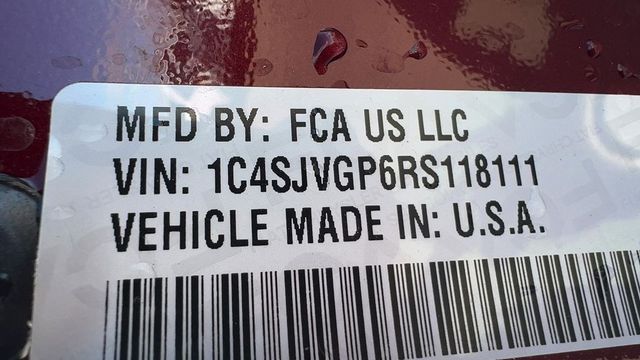 MFD BY: FCA US LLC
VIN: 1C4SJVGP6RS118111
VEHICLE MADE IN: U.S.A.